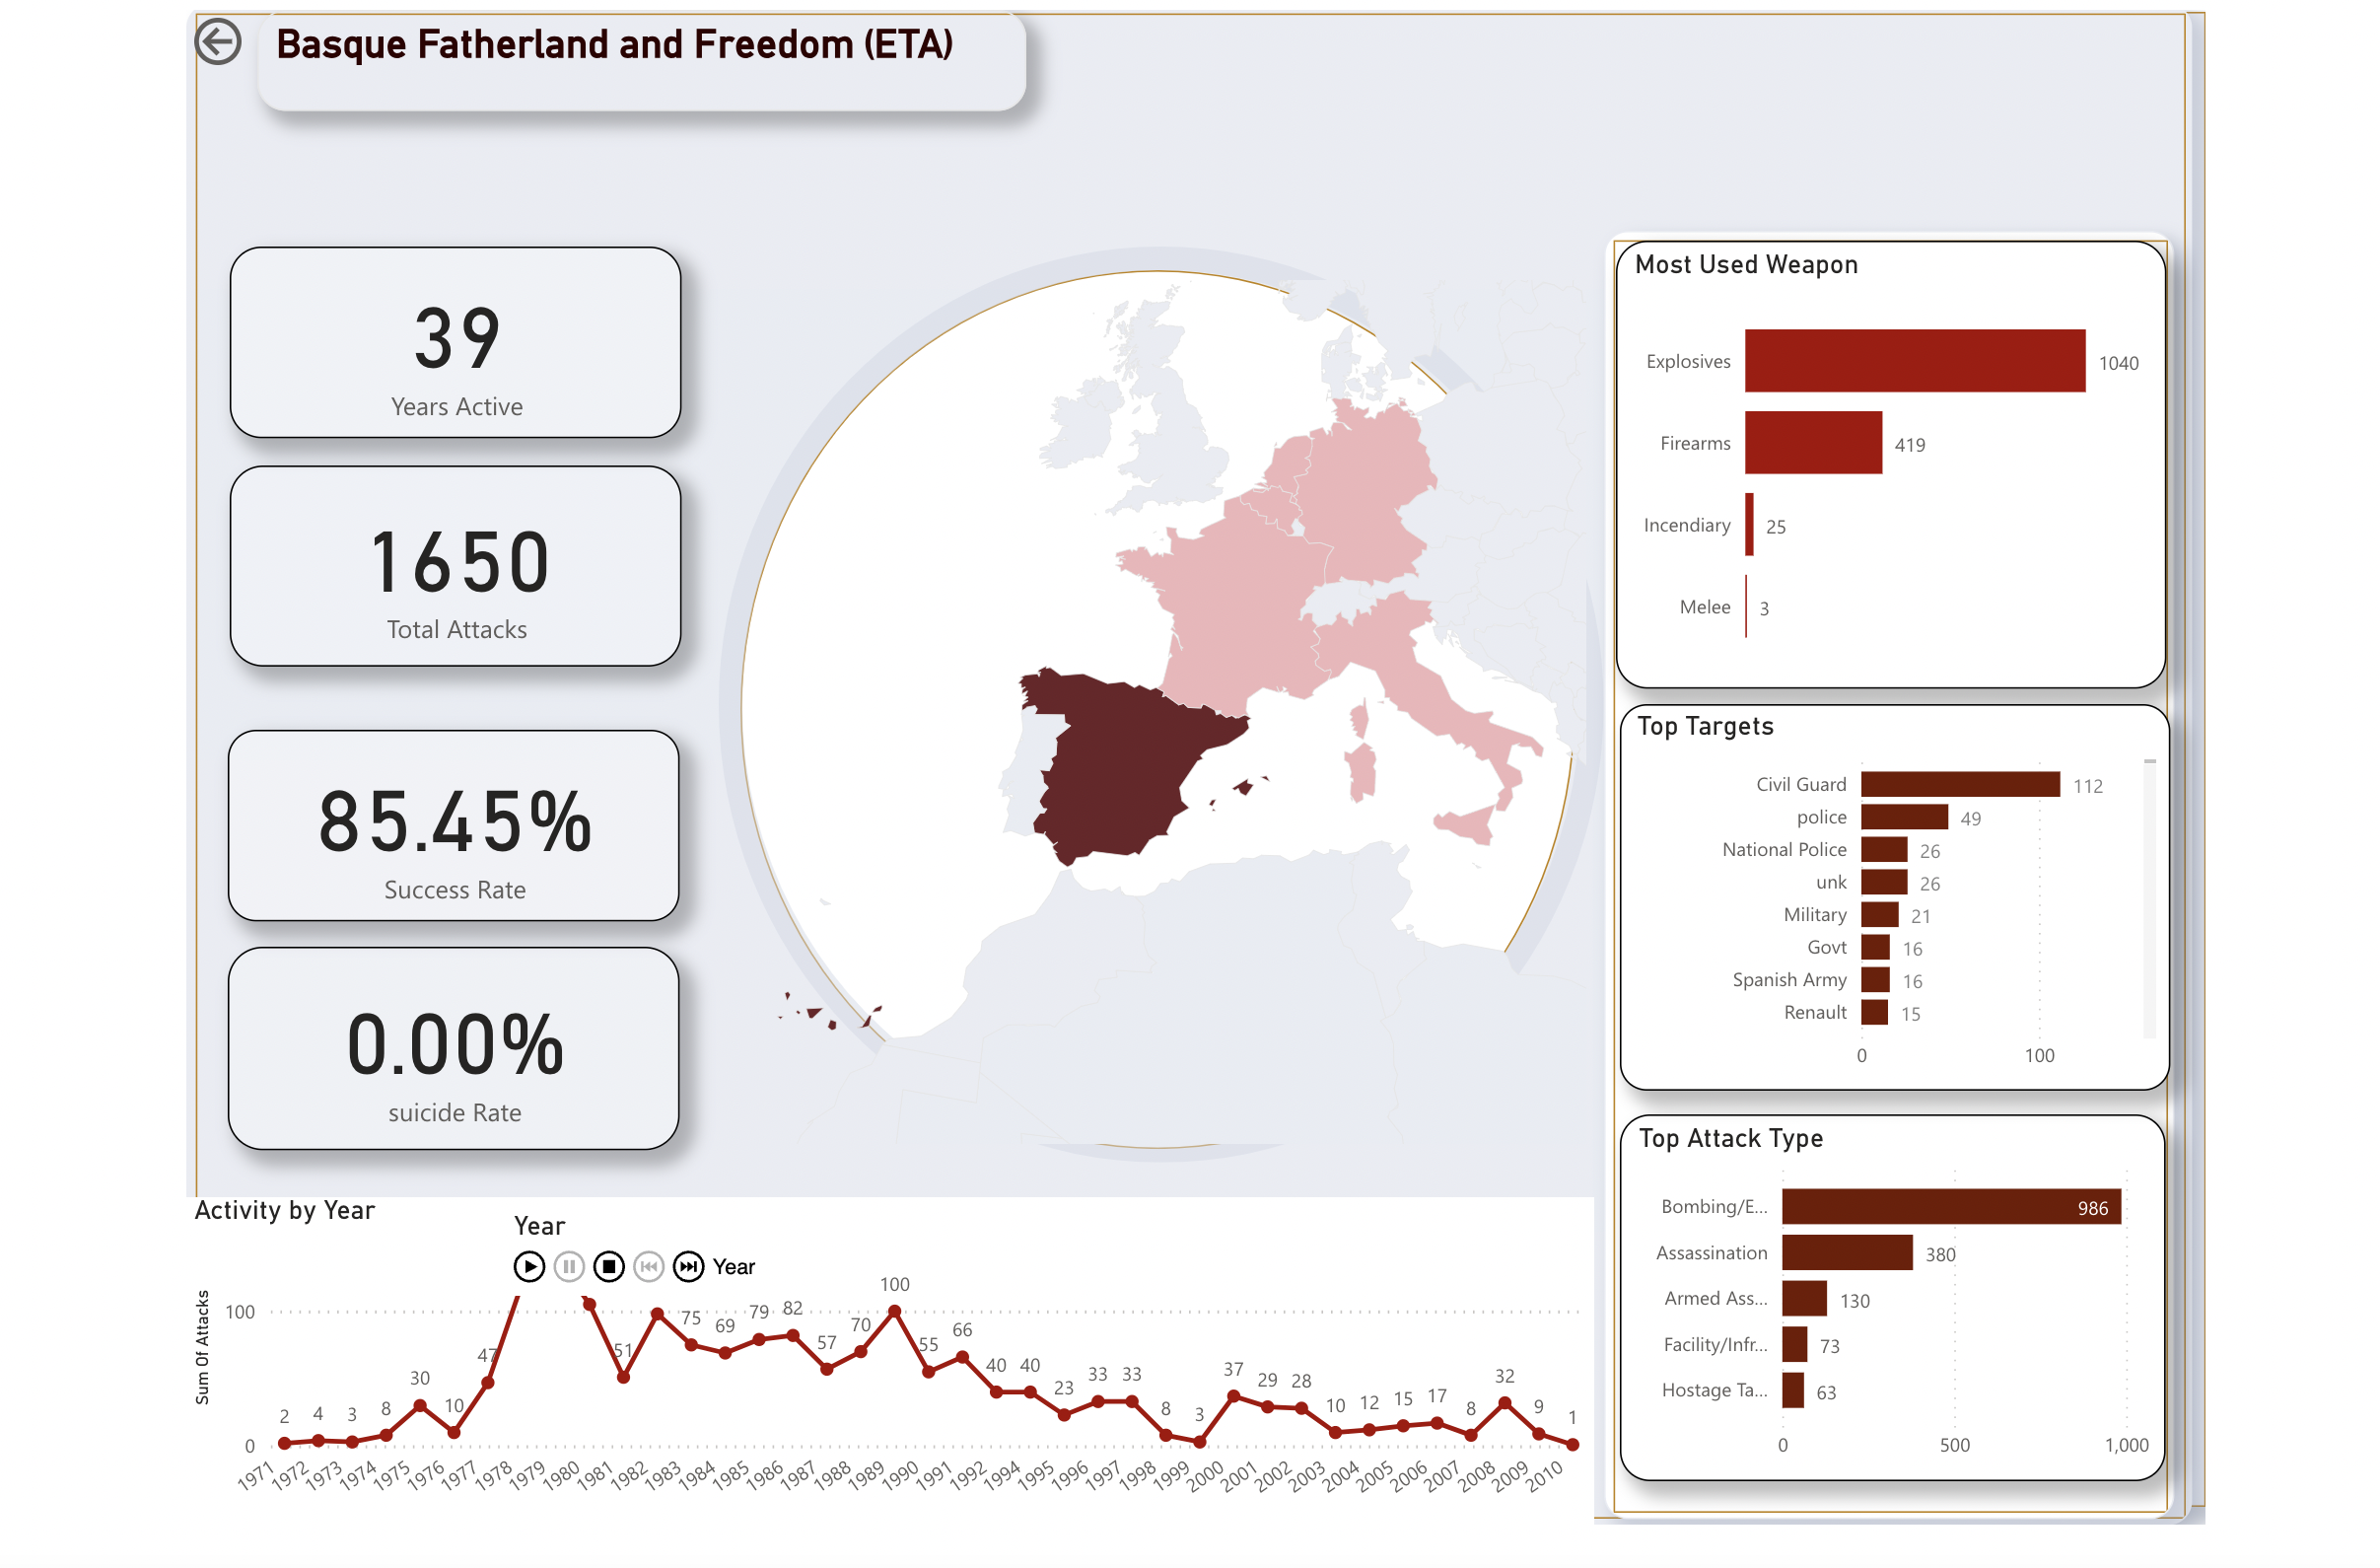 Basque Fatherland and Freedom (ETA)
39
Years Active
1650
Total Attacks
85.45%
Success Rate
0.00%
suicide Rate
Most Used Weapon
Explosives 1040
Firearms 419
Incendiary 25
Melee 3
Top Targets
Civil Guard 112
police 49
National Police 26
unk 26
Military 21
Govt 16
Spanish Army 16
Renault 15
0 100
Top Attack Type
Bombing/E... 986
Assassination 380
Armed Ass... 130
Facility/Infr... 73
Hostage Ta... 63
0 500 1,000
Activity by Year
Year
Year
Sum Of Attacks
100
0
2 4 3 8 30 10 47 51 75 69 79 82 57 70 100 55 66 40 40 23 33 33 8 3 37 29 28 10 12 15 17 8 32 9 1
1971 1972 1973 1974 1975 1976 1977 1978 1979 1980 1981 1982 1983 1984 1985 1986 1987 1988 1989 1990 1991 1992 1994 1995 1996 1997 1998 1999 2000 2001 2002 2003 2004 2005 2006 2007 2008 2009 2010